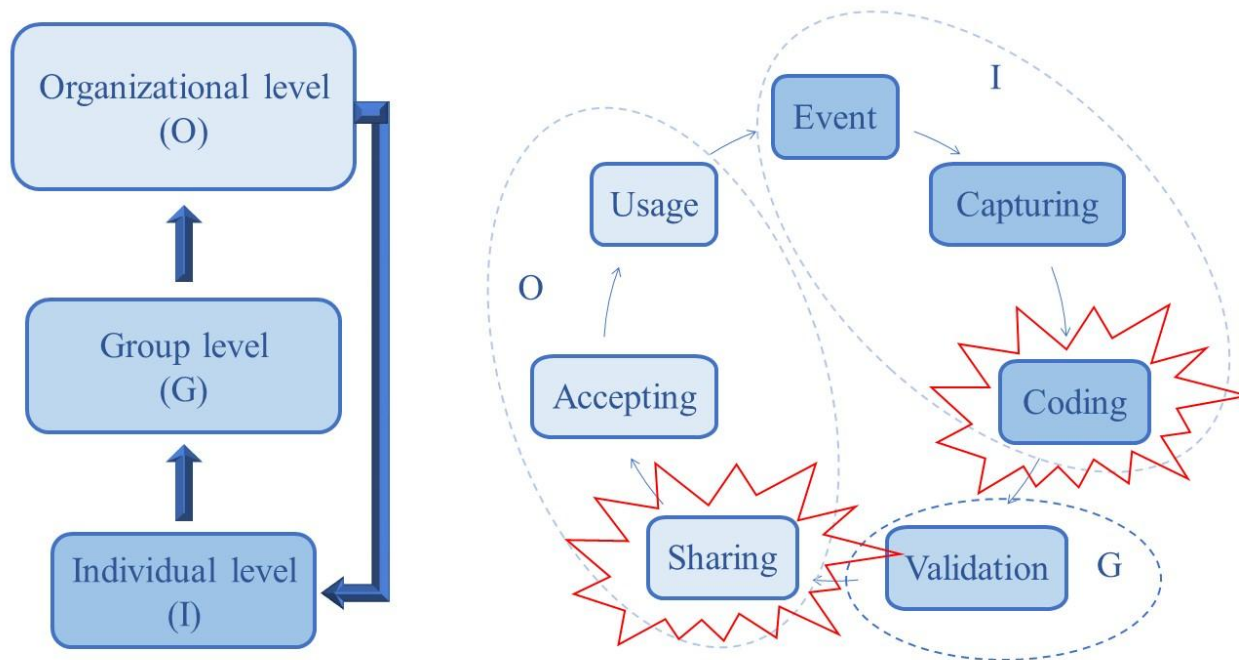 Organizational level
(O)
Group level
(G)
Individual level
(I)
I
Event
Capturing
Coding
Validation
G
Sharing
Accepting
Usage
O